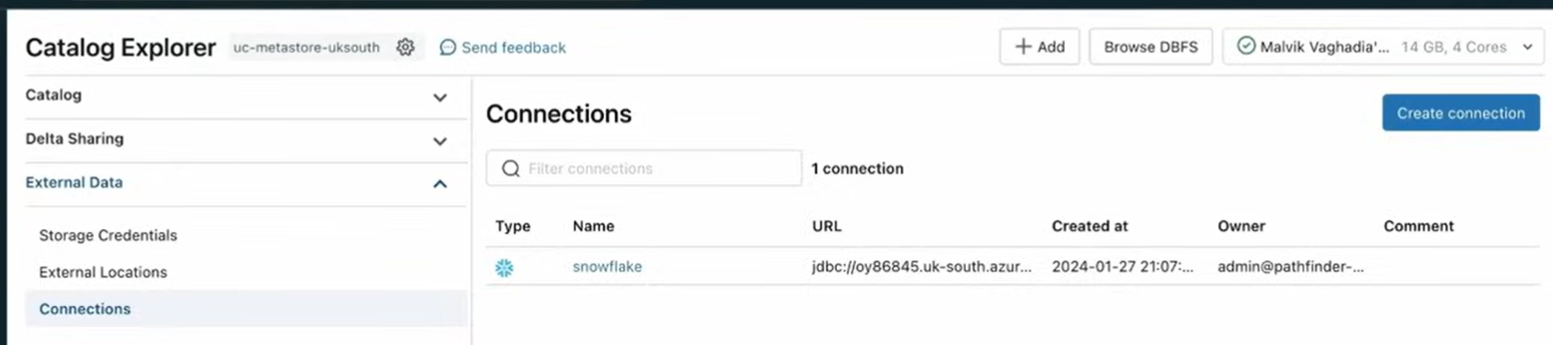 Catalog Explorer uc-metastore-uksouth Send feedback + Add Browse DBFS Malvik Vaghadia'... 14 GB, 4 Cores
Catalog
Delta Sharing
External Data
Storage Credentials
External Locations
Connections
Connections Create connection
Filter connections 1 connection
Type Name URL Created at Owner Comment
snowflake jdbc://oy86845.uk-south.azur... 2024-01-27 21:07:... admin@pathfinder-...